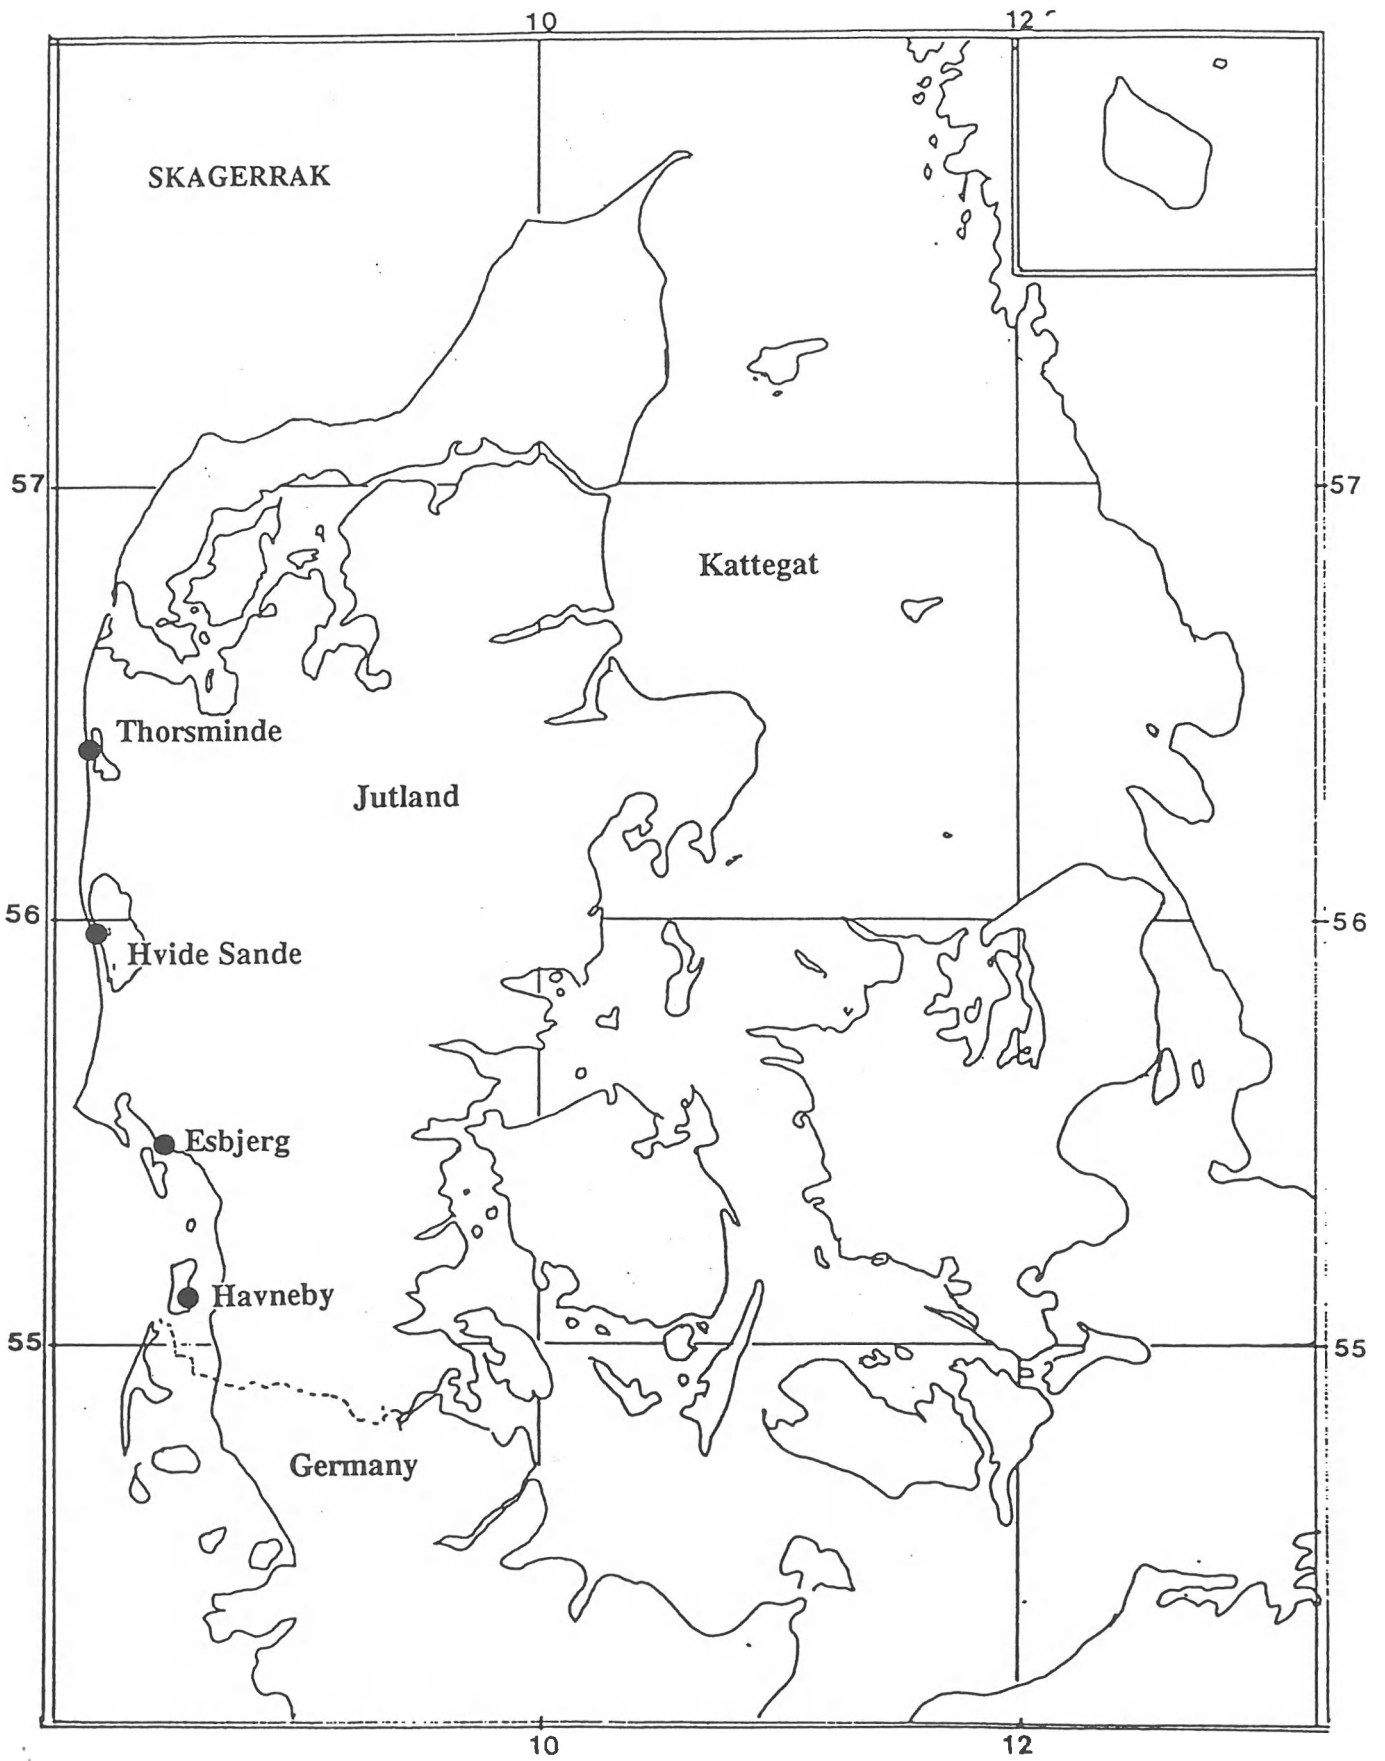 10 12
SKAGERRAK
57 57
Kattegat
Thorsminde
Jutland
56 56
Hvide Sande
Esbjerg
Havneby
55 55
Germany
10 12